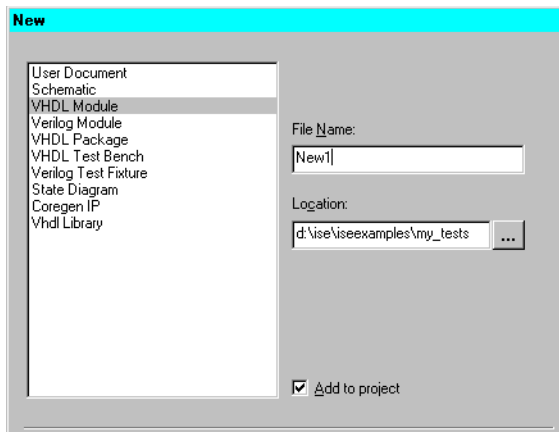 New
User Document
Schematic
VHDL Module
Verilog Module
VHDL Package
VHDL Test Bench
Verilog Test Fixture
State Diagram
Coregen IP
Vhdl Library
File Name:
New1
Location:
d:\ise\iseexamples\my_tests
...
Add to project